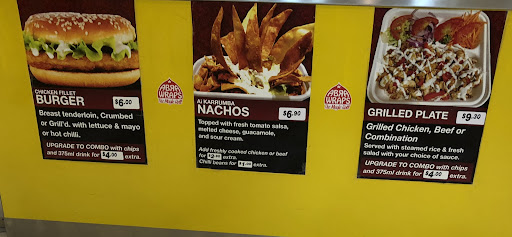 CHICKEN FILLET
BURGER
$6.00
Breast tenderloin, Crumbed
or Grill'd, with lettuce & mayo
or hot chilli.
UPGRADE TO COMBO with chips
and 375ml drink for $4.00 extra.
ABRA
WRAPS
Ai KARRUMBA
NACHOS
$6.90
Topped with fresh tomato salsa,
melted cheese, guacamole,
and sour cream.
Add freshly cooked chicken or beef
for extra.
Chilli beans for extra.
ABRA
WRAPS
GRILLED PLATE
$9.30
Grilled Chicken, Beef or
Combination
Served with steamed rice & fresh
salad with your choice of sauce.
UPGRADE TO COMBO with chips
and 375ml drink for $4.00 extra.